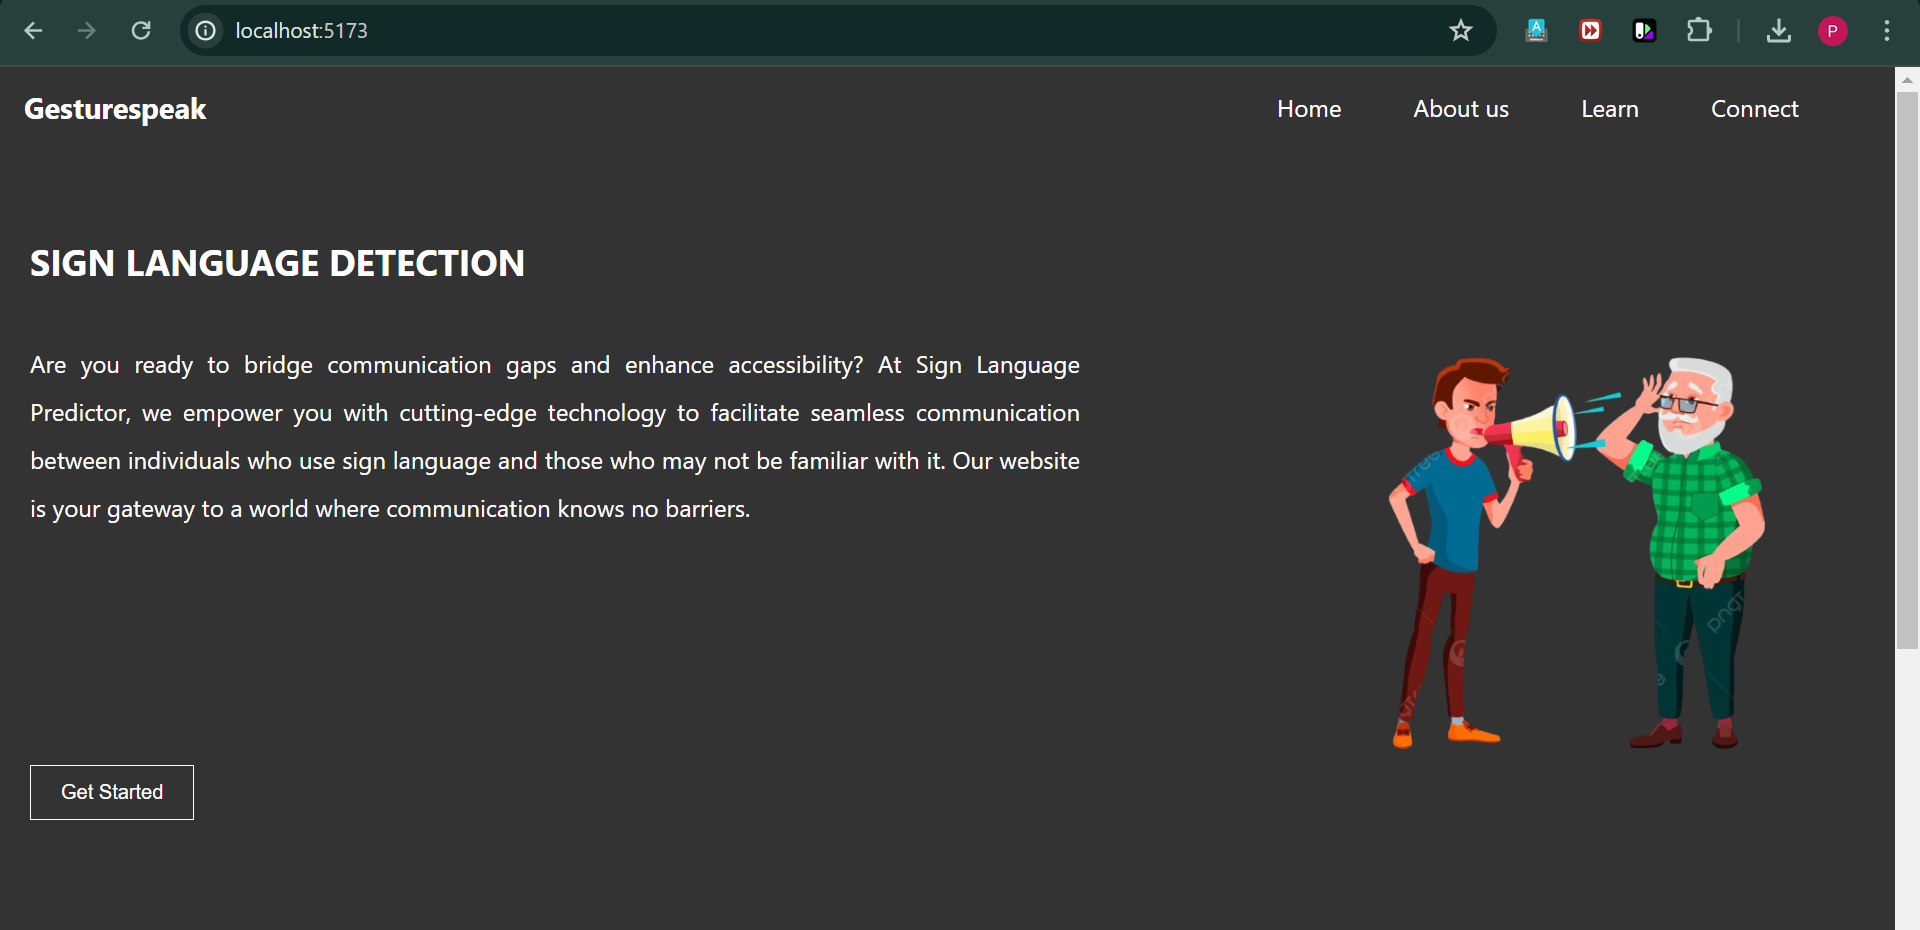 localhost:5173
P
Gesturespeak
Home
About us
Learn
Connect
SIGN LANGUAGE DETECTION
Are you ready to bridge communication gaps and enhance accessibility? At Sign Language
Predictor, we empower you with cutting-edge technology to facilitate seamless communication
between individuals who use sign language and those who may not be familiar with it. Our website
is your gateway to a world where communication knows no barriers.
Get Started